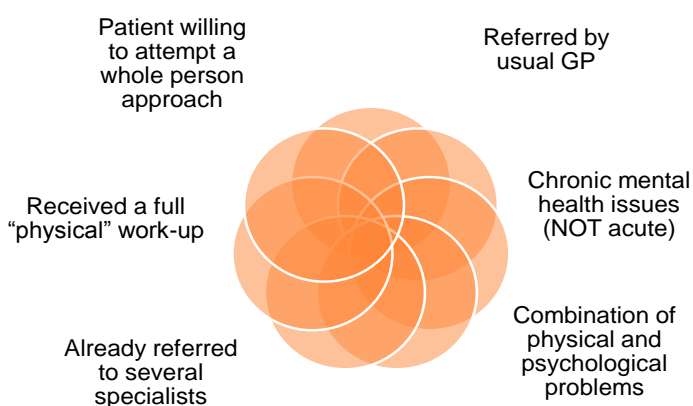 Patient willing
to attempt a
whole person
approach
Referred by
usual GP
Received a full
“physical” work-up
Chronic mental
health issues
(NOT acute)
Already referred
to several
specialists
Combination of
physical and
psychological
problems